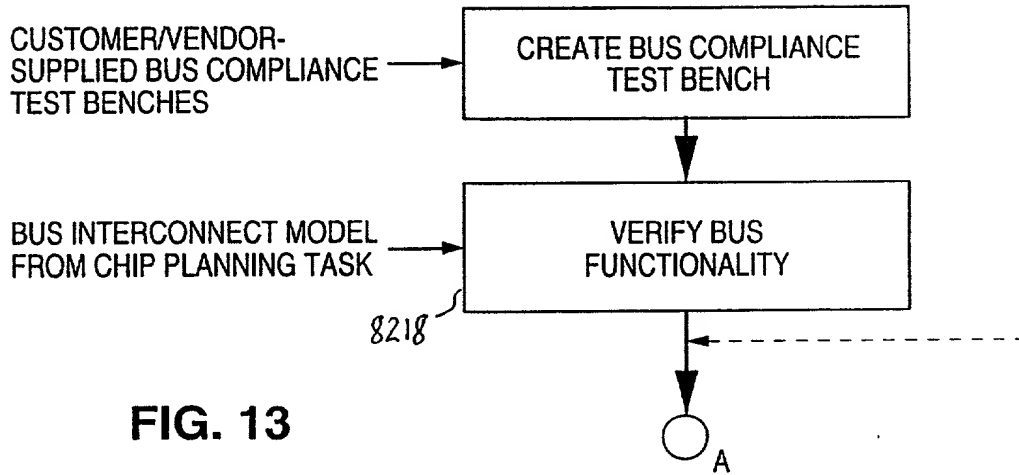 CUSTOMER/VENDOR-
SUPPLIED BUS COMPLIANCE
TEST BENCHES
CREATE BUS COMPLIANCE
TEST BENCH
BUS INTERCONNECT MODEL
FROM CHIP PLANNING TASK
VERIFY BUS
FUNCTIONALITY
8218
FIG. 13
A